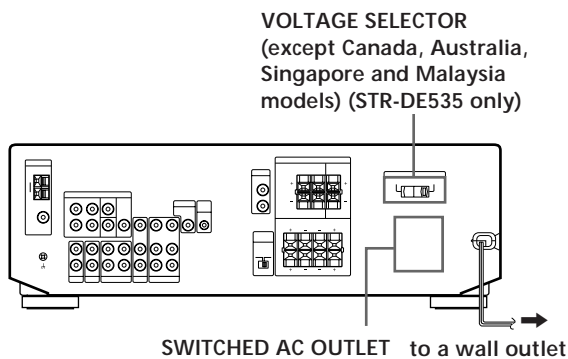 VOLTAGE SELECTOR
(except Canada, Australia,
Singapore and Malaysia
models) (STR-DE535 only)
SWITCHED AC OUTLET
to a wall outlet